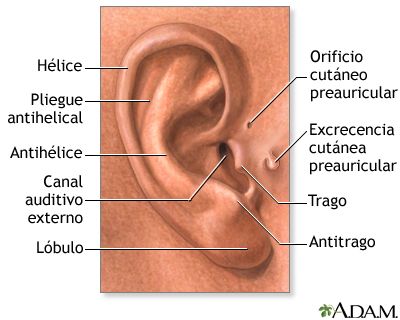 Hélice
Pliegue
antihelical
Antihélice
Canal
auditivo
externo
Lóbulo
Orificio
cutáneo
preauricular
Excrecencia
cutánea
preauricular
Trago
Antitrago
A.D.A.M.